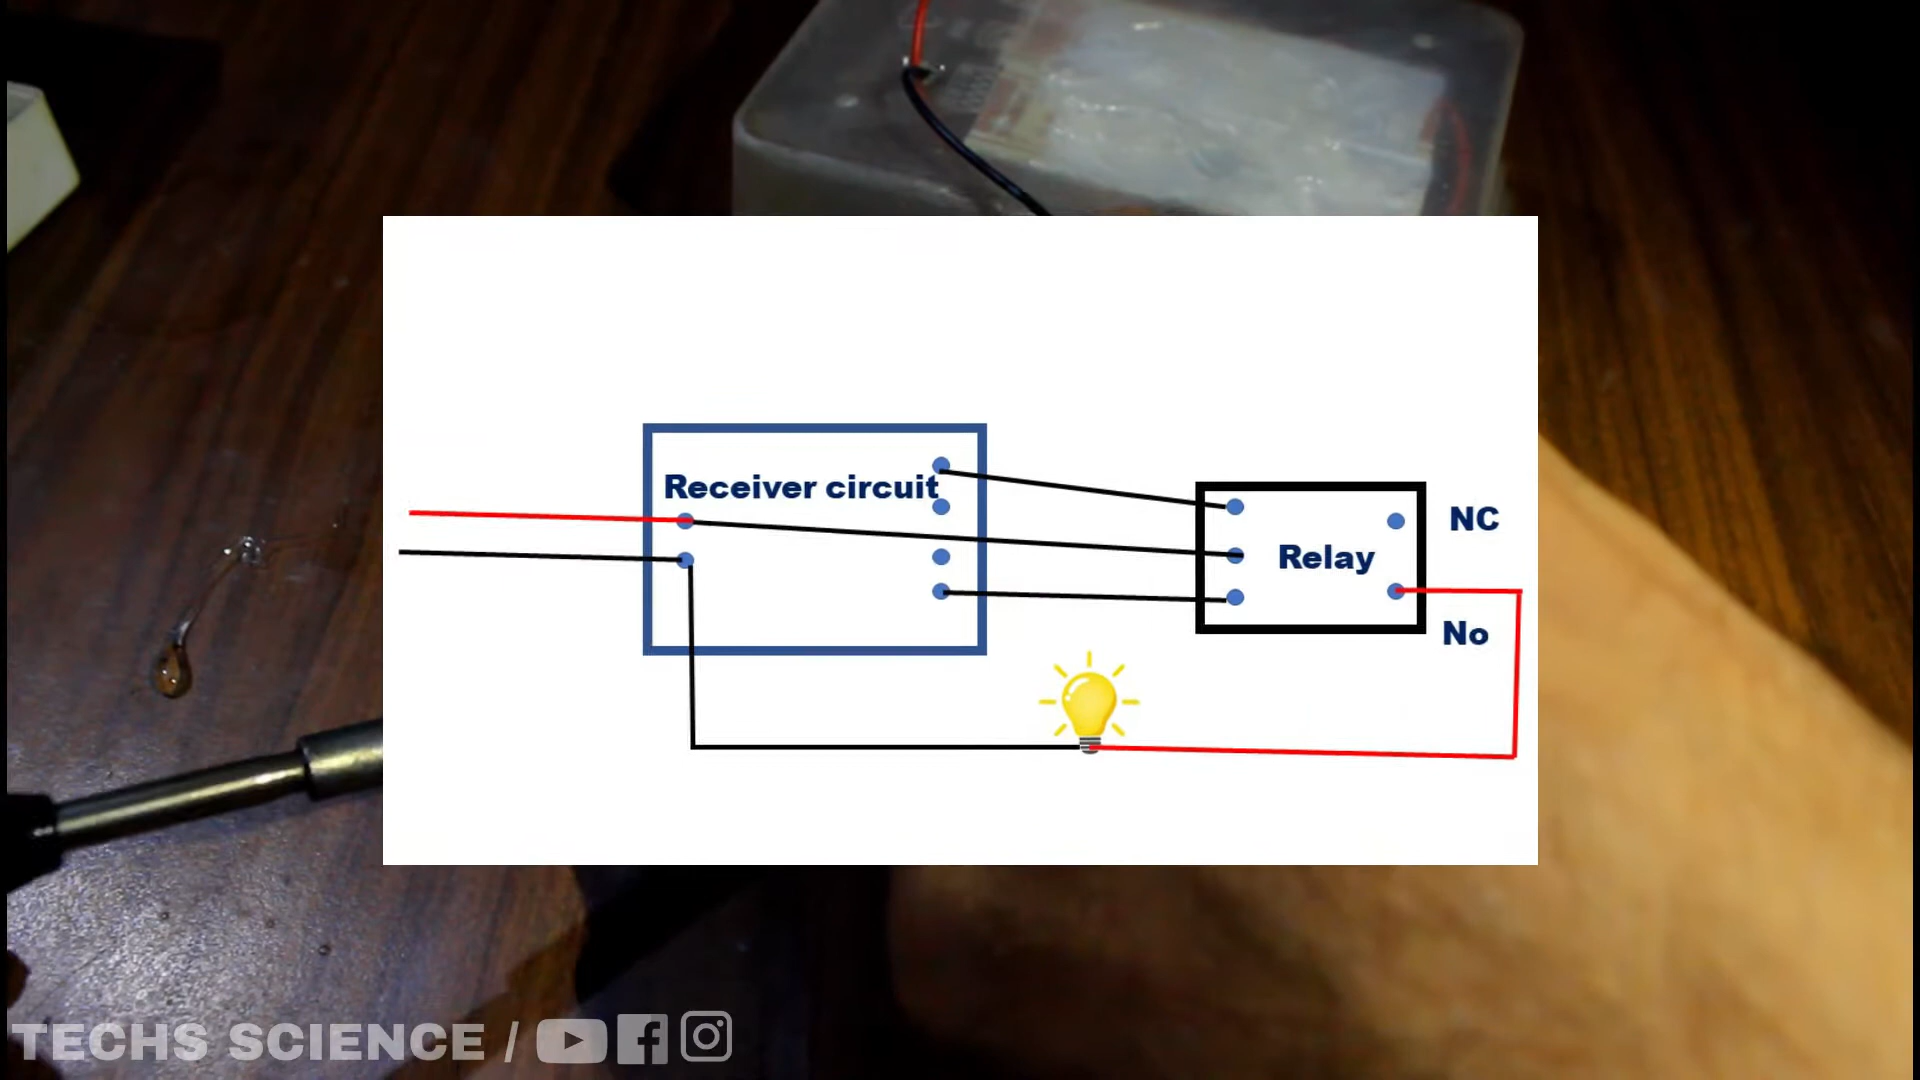 Receiver circuit
NC
Relay
No
TECHS SCIENCE /